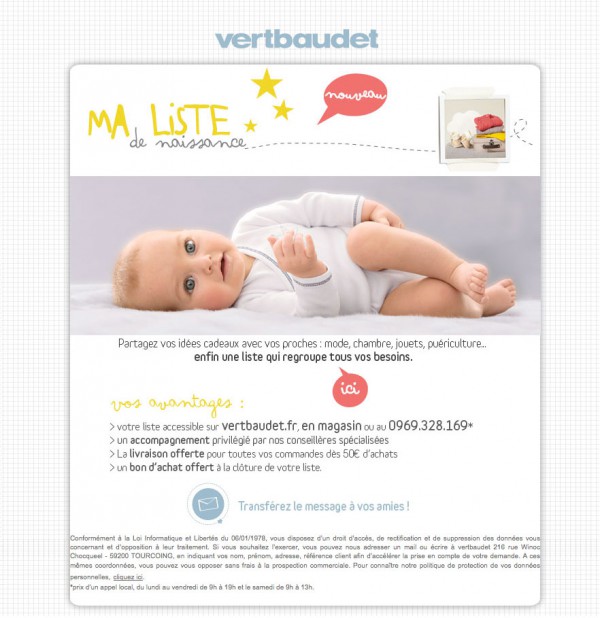 vertbaudet
MA LiSTE
de naissance
nouveau
Partagez vos idées cadeaux avec vos proches : mode, chambre, jouets, puériculture...
enfin une liste qui regroupe tous vos besoins.
ici
vos avantages :
> votre liste accessible sur vertbaudet.fr, en magasin ou au 0969.328.169*
> un accompagnement privilégié par nos conseillères spécialisées
> La livraison offerte pour toutes vos commandes dès 50€ d'achats
> un bon d'achat offert à la clôture de votre liste.
Transférez le message à vos amies !
Conformément à la Loi Informatique et Libertés du 06/01/1978, vous disposez d'un droit d'accès, de rectification et de suppression des données vous
concernant et d'opposition à leur traitement. Si vous souhaitez l'exercer, vous pouvez nous adresser un mail ou écrire à vertbaudet 216 rue Winoc
Chocqueel - 59200 TOURCOING, en indiquant vos nom, prénom, adresse, référence client afin d'accélérer la prise en compte de votre demande. A ces
mêmes coordonnées, vous pouvez vous opposer sans frais à la prospection commerciale. Pour connaître notre politique de protection de vos données
personnelles, cliquez ici.
*prix d'un appel local, du lundi au vendredi de 9h à 19h et le samedi de 9h à 13h.